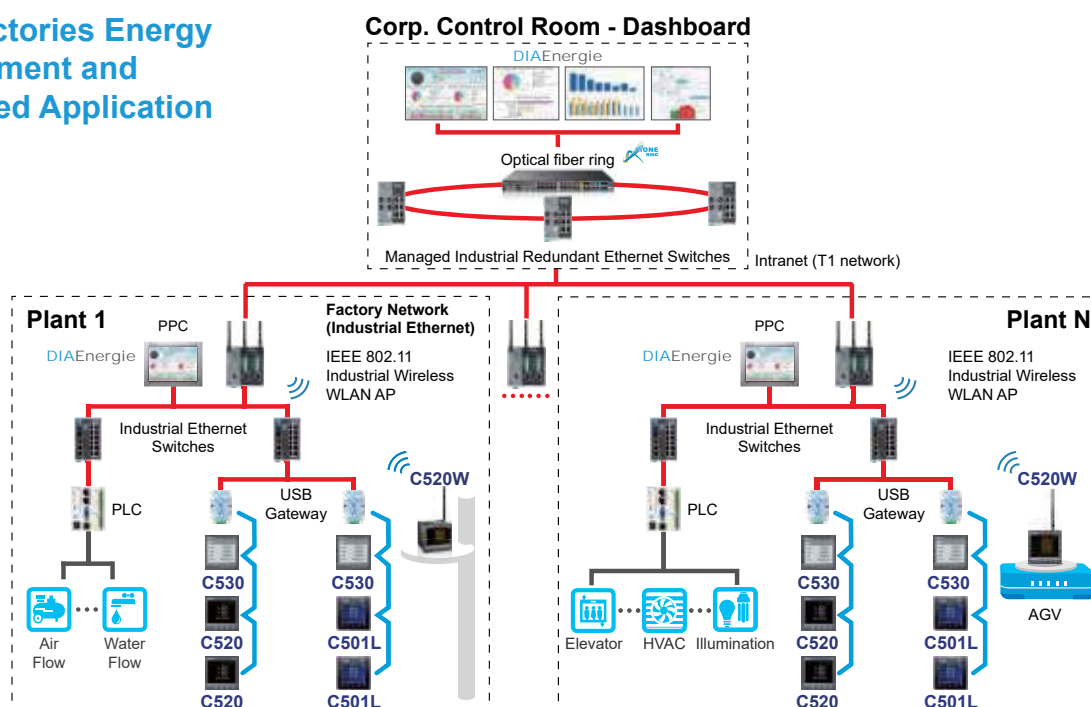 ctories Energy
ment and
ed Application
Corp. Control Room - Dashboard
DIAEnergie
Optical fiber ring
ONE
RING
Managed Industrial Redundant Ethernet Switches
Intranet (T1 network)
Plant 1
PPC
DIAEnergie
Factory Network
(Industrial Ethernet)
IEEE 802.11
Industrial Wireless
WLAN AP
Industrial Ethernet
Switches
PLC
USB
Gateway
C520W
C530
C530
C520
C501L
C520
C501L
Air
Flow
Water
Flow
Plant N
PPC
DIAEnergie
IEEE 802.11
Industrial Wireless
WLAN AP
Industrial Ethernet
Switches
PLC
USB
Gateway
C520W
C530
C530
C520
C501L
C520
C501L
Elevator
HVAC
Illumination
AGV